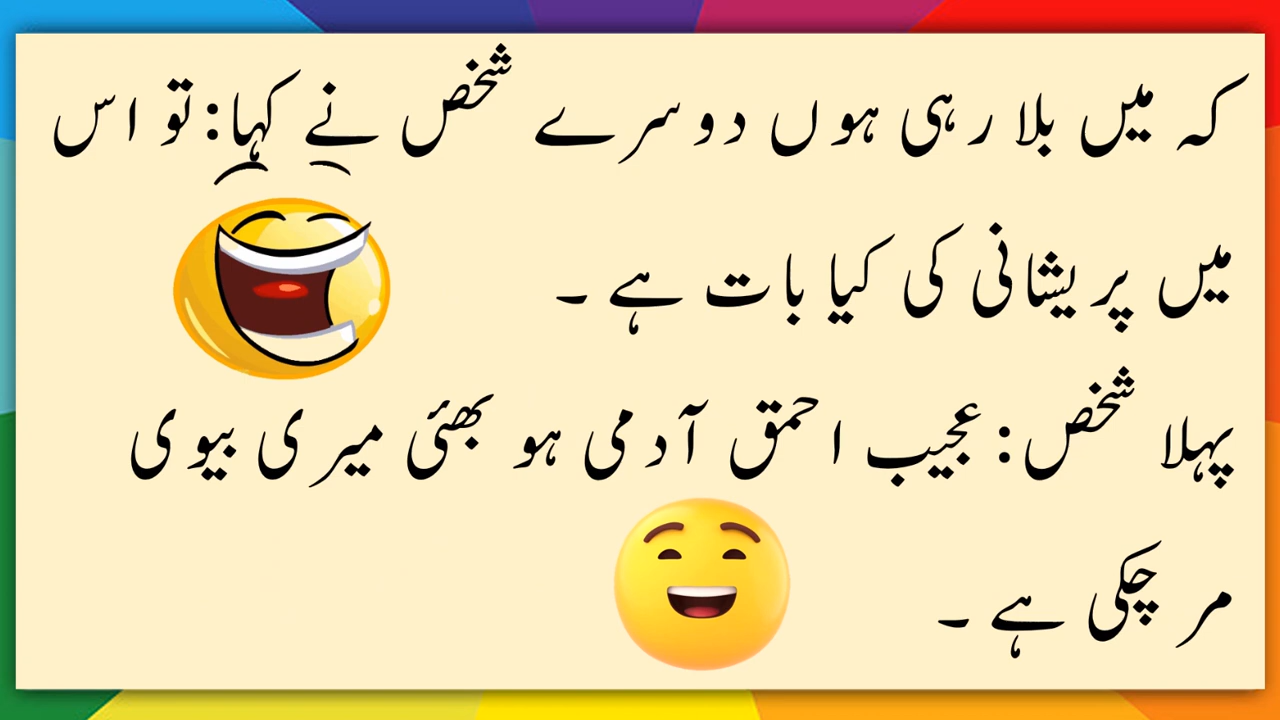 کہ میں بلا رہی ہوں دوسرے شخص نے کہا: تو اس
میں پریشانی کی کیا بات ہے ۔
پہلا شخص: عجیب احمق آدمی ہو بھئی میری بیوی
مر چکی ہے ۔